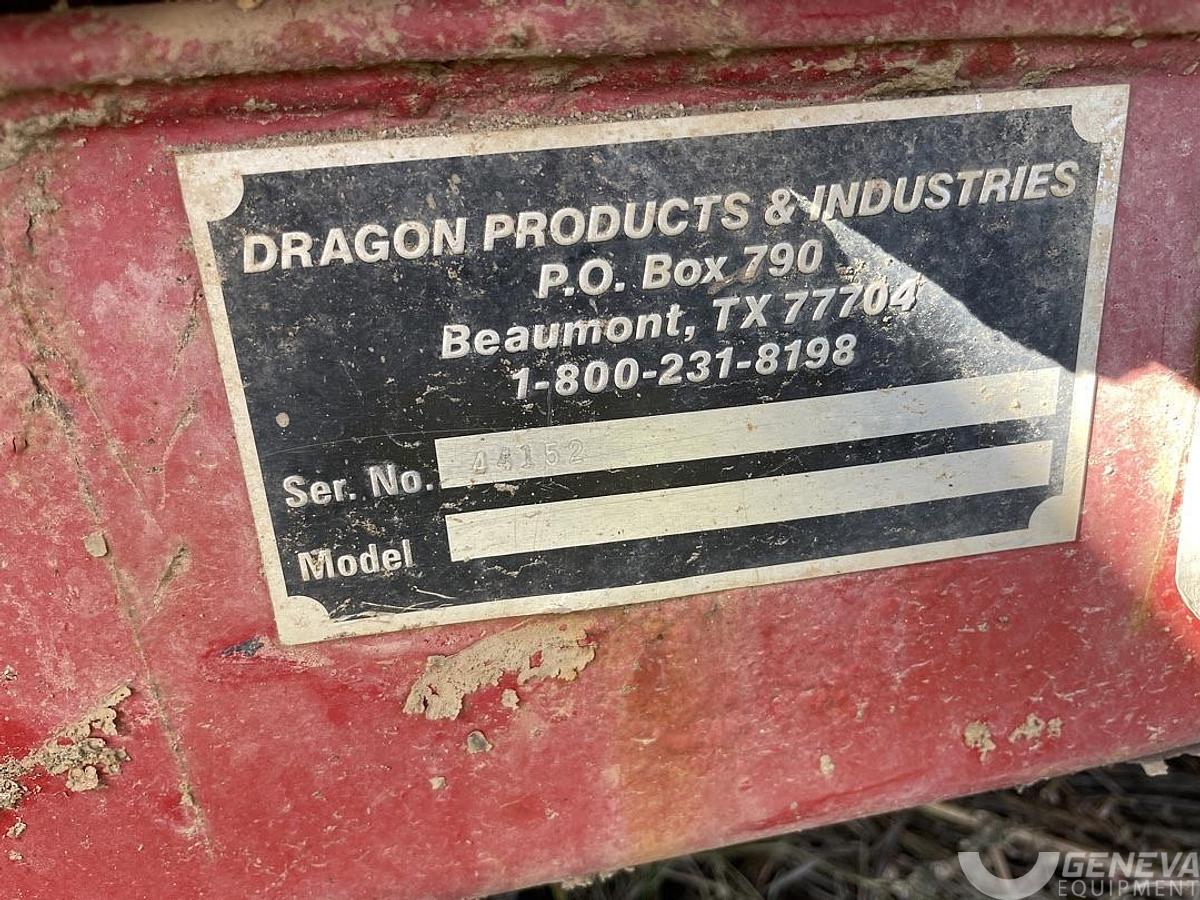 DRAGON PRODUCTS & INDUSTRIES
P.O. Box 790
Beaumont, TX 77704
1-800-231-8198
Ser. No. 44152
Model
GENEVA
EQUIPMENT